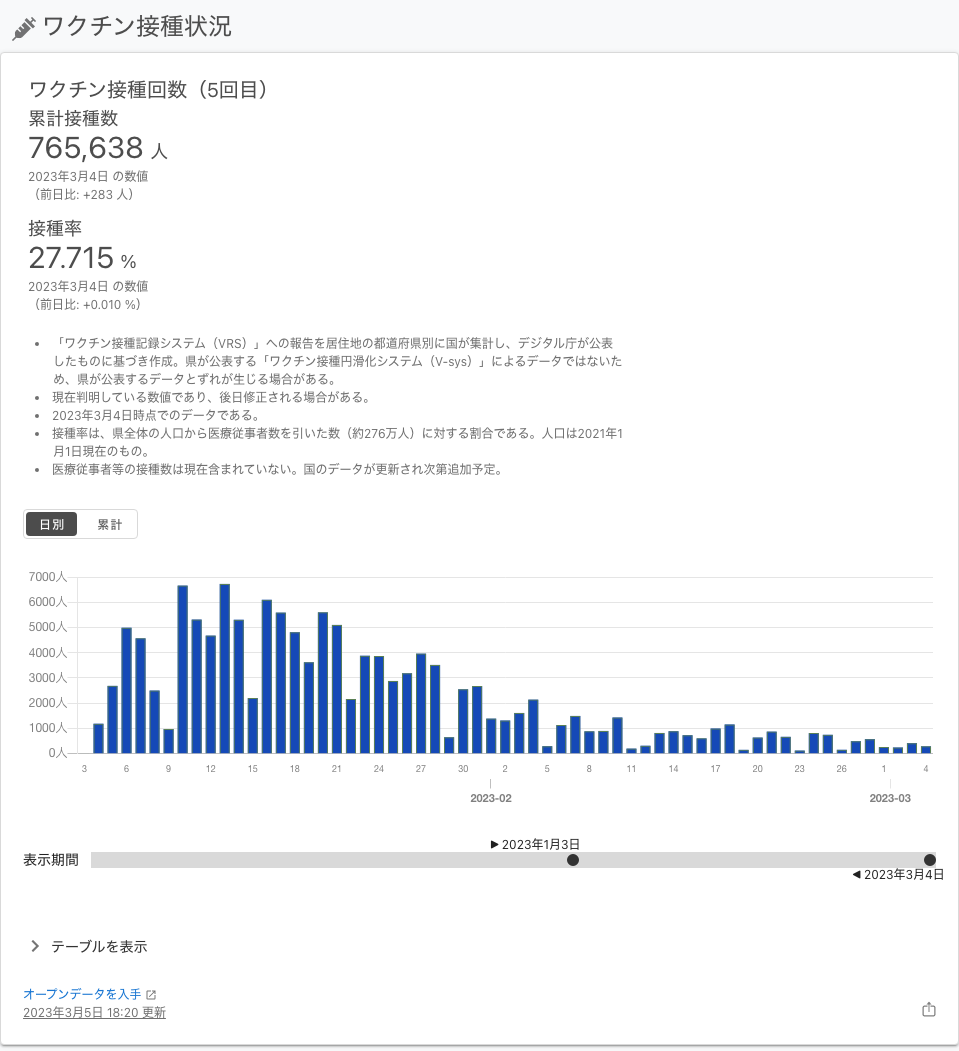 ワクチン接種状況
ワクチン接種回数（5回目）
累計接種数
765,638 人
2023年3月4日 の数値
（前日比: +283 人）
接種率
27.715 %
2023年3月4日 の数値
（前日比: +0.010 %）
• 「ワクチン接種記録システム（VRS）」への報告を居住地の都道府県別に国が集計し、デジタル庁が公表
したものに基づき作成。県が公表する「ワクチン接種円滑化システム（V-sys）」によるデータではないた
め、県が公表するデータとずれが生じる場合がある。
• 現在判明している数値であり、後日修正される場合がある。
• 2023年3月4日時点でのデータである。
• 接種率は、県全体の人口から医療従事者数を引いた数（約276万人）に対する割合である。人口は2021年1
月1日現在のもの。
• 医療従事者等の接種数は現在含まれていない。国のデータが更新され次第追加予定。
日別 累計
7000人
6000人
5000人
4000人
3000人
2000人
1000人
0人
3 6 9 12 15 18 21 24 27 30 2 5 8 11 14 17 20 23 26 1 4
2023-02 2023-03
▶ 2023年1月3日
表示期間
◀ 2023年3月4日
テーブルを表示
オープンデータを入手
2023年3月5日 18:20 更新